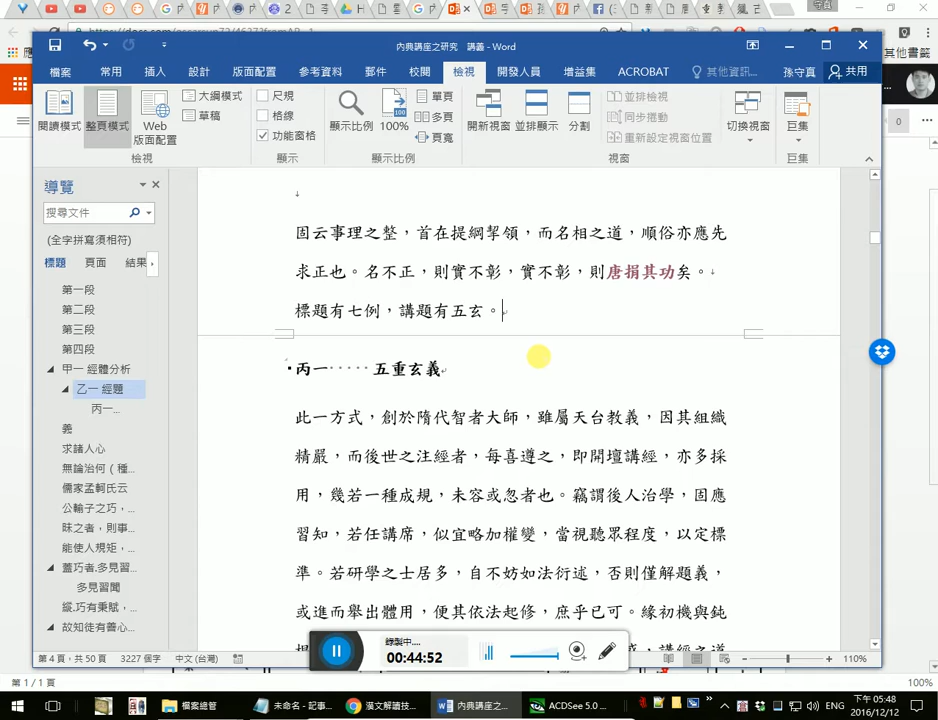 內典講座之研究 講義 - Word
檔案 常用 插入 設計 版面配置 參考資料 郵件 校閱 檢視 開發人員 增益集 ACROBAT 其他資訊... 孫守真 共用
閱讀模式 整頁模式 Web 版面配置 大綱模式 草稿
檢視
尺規 格線 功能窗格
顯示
顯示比例 100% 單頁 多頁 頁寬
顯示比例
開新視窗 並排顯示 分割 並排檢視 同步捲動 重新設定視窗位置 切換視窗
視窗
巨集
巨集
其他書籤
導覽
搜尋文件
(全字拼寫須相符)
標題 頁面 結果
第一段
第二段
第三段
第四段
甲一 經體分析
乙一 經題
丙一...
義
求諸人心
無論治何（種...
儒家孟軻氏云
公輸子之巧，...
昧之者，則事...
能使人規矩，...
蓋巧者.多見習...
多見習聞
縱.巧有秉賦，...
故知徒有善心...
固云事理之整，首在提綱挈領，而名相之道，順俗亦應先
求正也。名不正，則實不彰，實不彰，則唐捐其功矣。
標題有七例，講題有五玄。
丙一 五重玄義
此一方式，創於隋代智者大師，雖屬天台教義，因其組織
精嚴，而後世之注經者，每喜遵之，即開壇講經，亦多採
用，幾若一種成規，未容或忽者也。竊謂後人治學，固應
習知，若任講席，似宜略加權變，當視聽眾程度，以定標
準。若研學之士居多，自不妨如法衍述，否則僅解題義，
或進而舉出體用，便其依法起修，庶乎已可。緣初機與鈍
錄製中....
00:44:52
第 4 頁，共 50 頁 3227 個字 中文 (台灣) 110%
第 1 / 1 頁 100%
檔案總管 未命名 - 記事... 漢文解讀技... 內典講座之... ACDSee 5.0 ... ENG
下午 05:48
2016/12/12